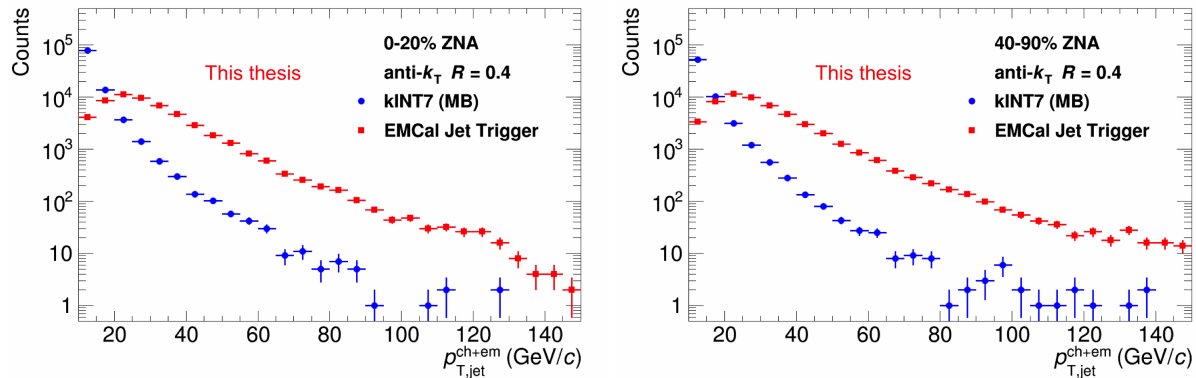 Counts
10^5
10^4
10^3
10^2
10
1
20 40 60 80 100 120 140
p_{T,jet}^{ch+em} (GeV/c)
This thesis
0-20% ZNA
anti-k_T R = 0.4
kINT7 (MB)
EMCal Jet Trigger
Counts
10^5
10^4
10^3
10^2
10
1
20 40 60 80 100 120 140
p_{T,jet}^{ch+em} (GeV/c)
This thesis
40-90% ZNA
anti-k_T R = 0.4
kINT7 (MB)
EMCal Jet Trigger